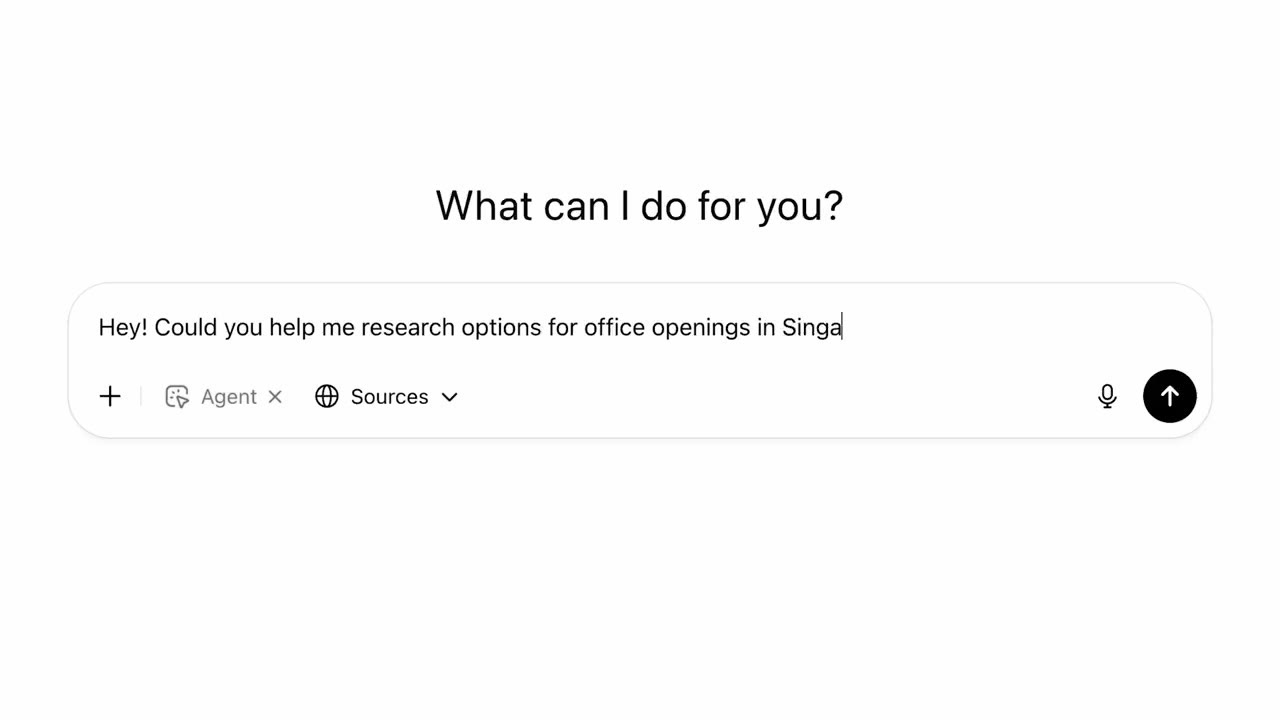 What can I do for you?
Hey! Could you help me research options for office openings in Singa
Agent
Sources